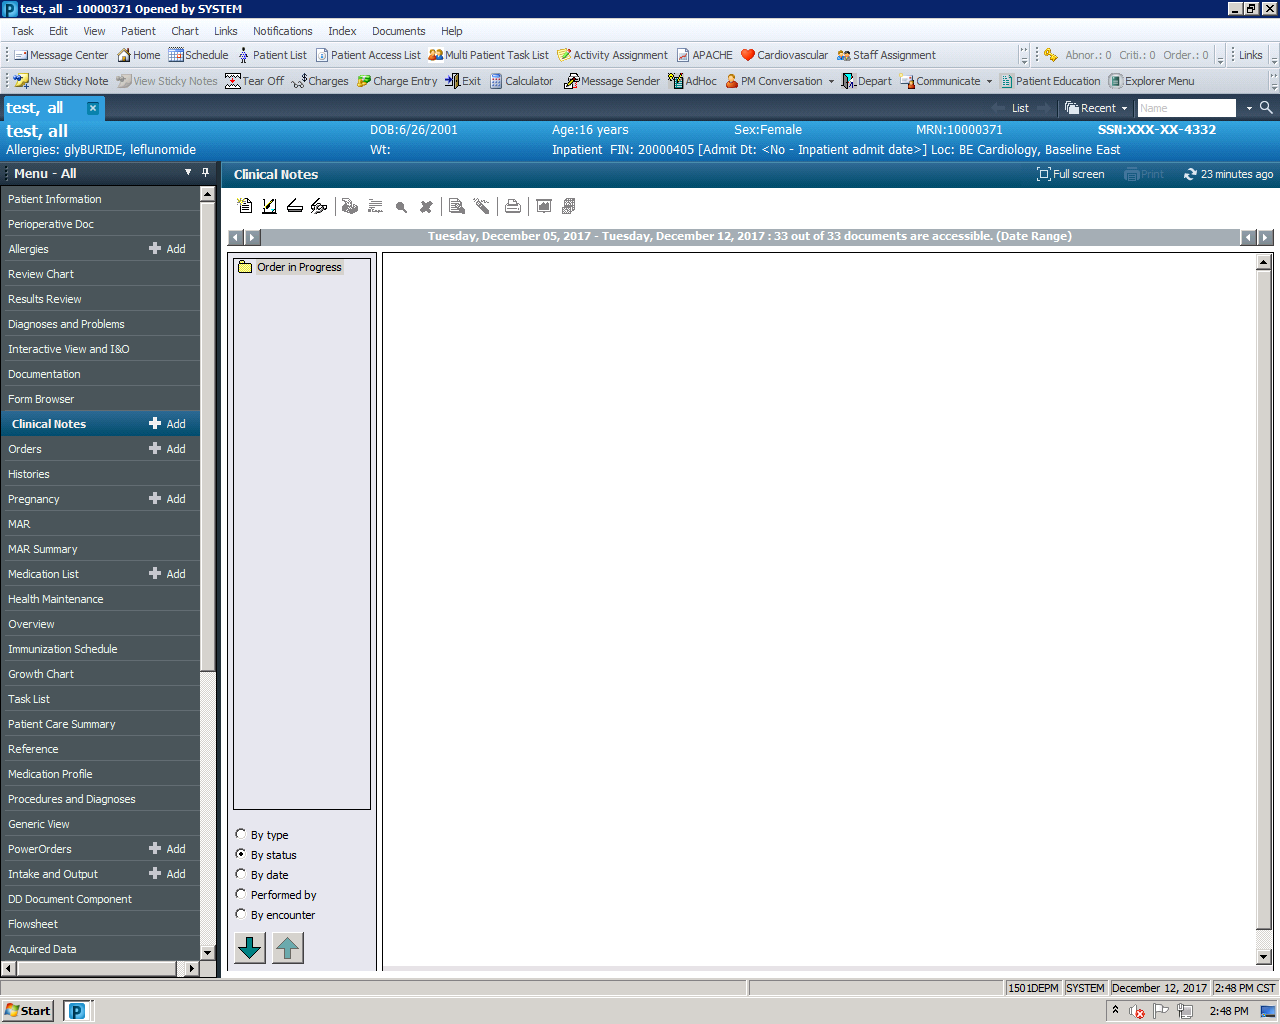 test, all - 10000371 Opened by SYSTEM
Task Edit View Patient Chart Links Notifications Index Documents Help
Message Center Home Schedule Patient List Patient Access List Multi Patient Task List Activity Assignment APACHE Cardiovascular Staff Assignment Abnor.: 0 Criti.: 0 Order.: 0 Links
New Sticky Note View Sticky Notes Tear Off Charges Charge Entry Exit Calculator Message Sender AdHoc PM Conversation Depart Communicate Patient Education Explorer Menu
test, all List Recent Name
test, all DOB:6/26/2001 Age:16 years Sex:Female MRN:10000371 SSN:XXX-XX-4332
Allergies: glyBURIDE, leflunomide Wt: Inpatient FIN: 20000405 [Admit Dt: <No - Inpatient admit date>] Loc: BE Cardiology, Baseline East
Menu - All
Clinical Notes Full screen Print 23 minutes ago
Patient Information
Perioperative Doc
Allergies Add
Review Chart
Results Review
Diagnoses and Problems
Interactive View and I&O
Documentation
Form Browser
Clinical Notes Add
Orders Add
Histories
Pregnancy Add
MAR
MAR Summary
Medication List Add
Health Maintenance
Overview
Immunization Schedule
Growth Chart
Task List
Patient Care Summary
Reference
Medication Profile
Procedures and Diagnoses
Generic View
PowerOrders Add
Intake and Output Add
DD Document Component
Flowsheet
Acquired Data
Tuesday, December 05, 2017 - Tuesday, December 12, 2017 : 33 out of 33 documents are accessible. (Date Range)
Order in Progress
By type
By status
By date
Performed by
By encounter
1501DEPM SYSTEM December 12, 2017 2:48 PM CST
Start P 2:48 PM